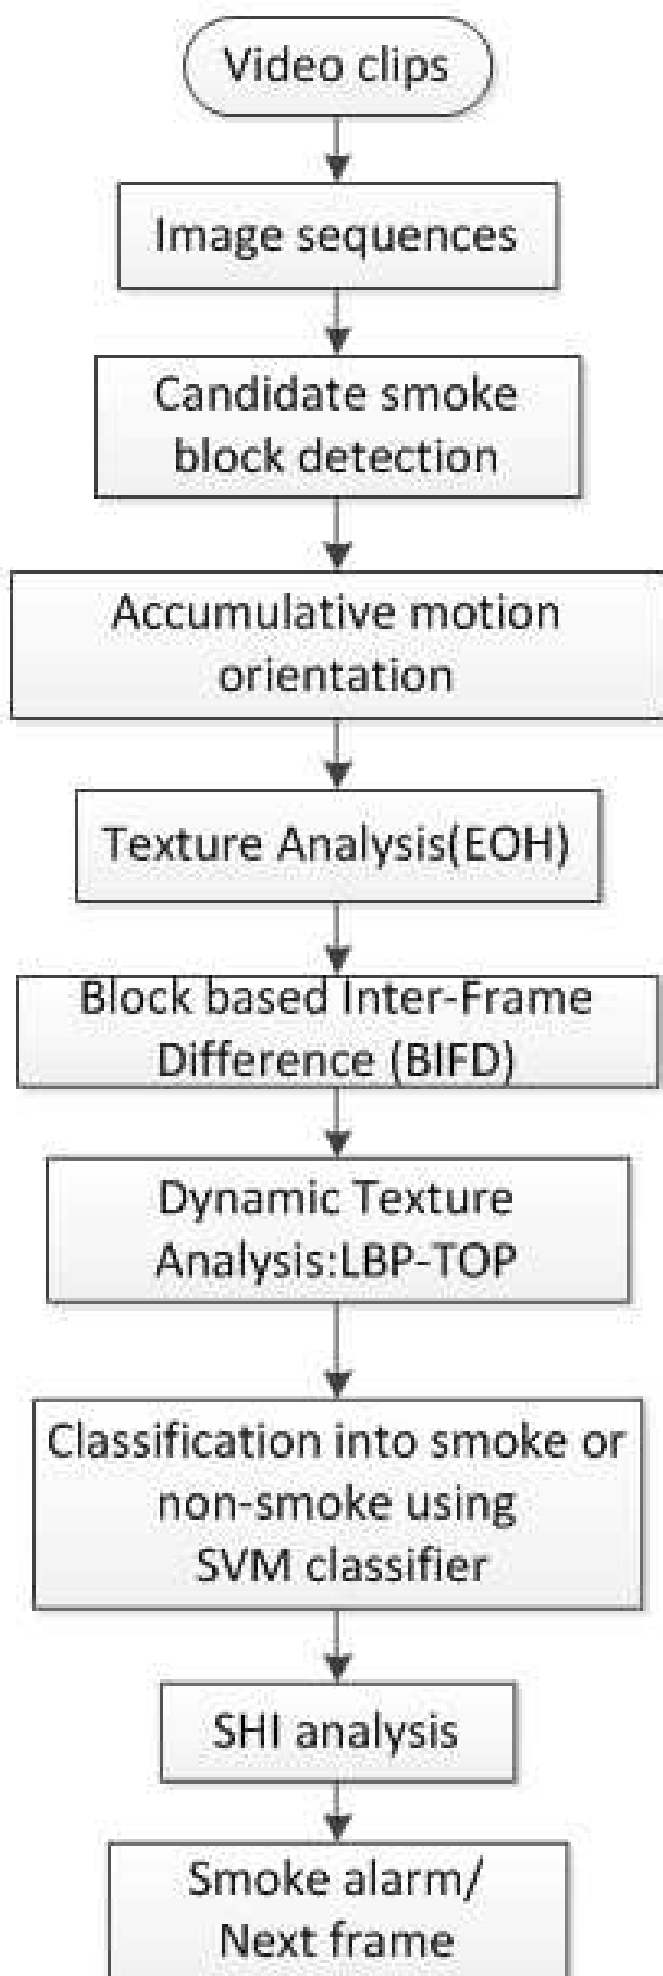 Video clips
Image sequences
Candidate smoke
block detection
Accumulative motion
orientation
Texture Analysis(EOH)
Block based Inter-Frame
Difference (BIFD)
Dynamic Texture
Analysis:LBP-TOP
Classification into smoke or
non-smoke using
SVM classifier
SHI analysis
Smoke alarm/
Next frame